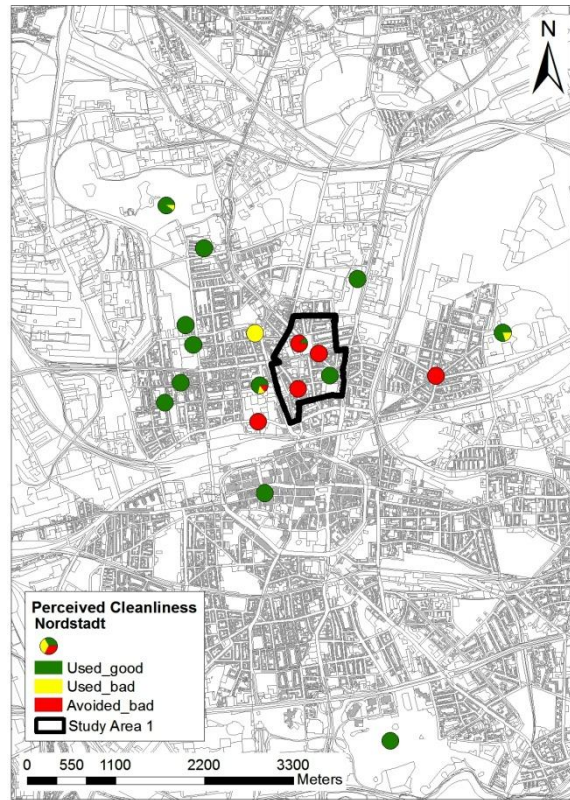 N
Perceived Cleanliness
Nordstadt
Used_good
Used_bad
Avoided_bad
Study Area 1
0 550 1100 2200 3300
Meters